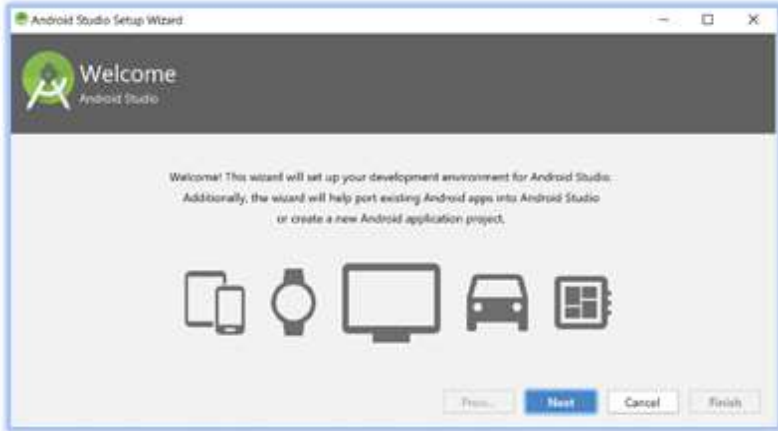 Android Studio Setup Wizard
Welcome
Android Studio
Welcome! This wizard will set up your development environment for Android Studio.
Additionally, the wizard will help port existing Android apps into Android Studio
or create a new Android application project.
Next Cancel Finish